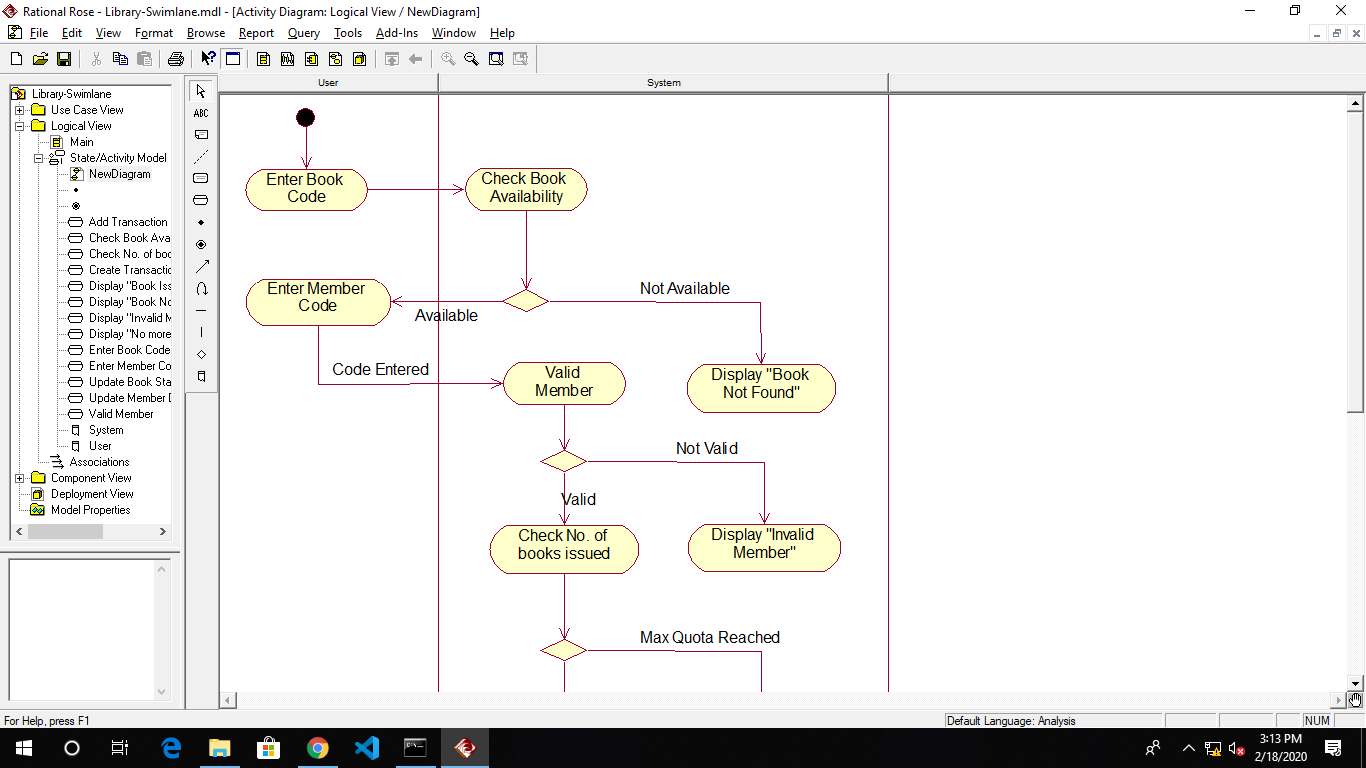 Rational Rose - Library-Swimlane.mdl - [Activity Diagram: Logical View / NewDiagram]
File Edit View Format Browse Report Query Tools Add-Ins Window Help
ABC
Library-Swimlane
Use Case View
Logical View
Main
State/Activity Model
NewDiagram
Add Transaction
Check Book Ava
Check No. of boo
Create Transactic
Display "Book Iss
Display "Book No
Display "Invalid M
Display "No more
Enter Book Code
Enter Member Co
Update Book Sta
Update Member D
Valid Member
System
User
Associations
Component View
Deployment View
Model Properties
User
System
Enter Book
Code
Check Book
Availability
Enter Member
Code
Available
Not Available
Code Entered
Valid
Member
Display "Book
Not Found"
Not Valid
Valid
Check No. of
books issued
Display "Invalid
Member"
Max Quota Reached
For Help, press F1
Default Language: Analysis
NUM
3:13 PM
2/18/2020